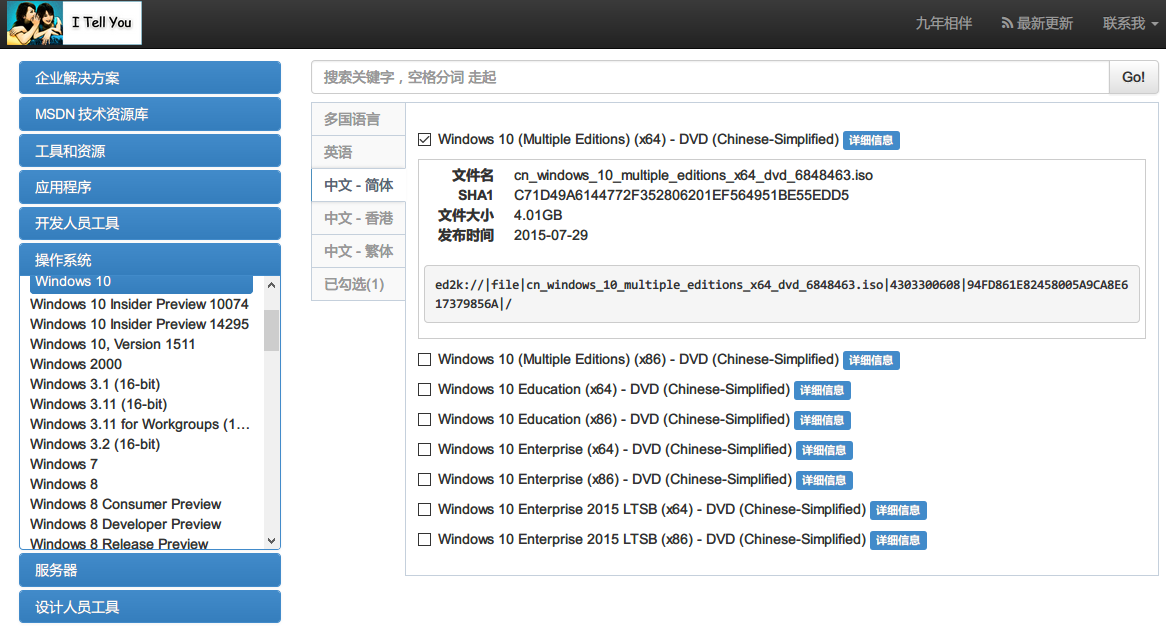 I Tell You
九年相伴
最新更新
联系我
企业解决方案
MSDN 技术资源库
工具和资源
应用程序
开发人员工具
操作系统
Windows 10
Windows 10 Insider Preview 10074
Windows 10 Insider Preview 14295
Windows 10, Version 1511
Windows 2000
Windows 3.1 (16-bit)
Windows 3.11 (16-bit)
Windows 3.11 for Workgroups (1…
Windows 3.2 (16-bit)
Windows 7
Windows 8
Windows 8 Consumer Preview
Windows 8 Developer Preview
Windows 8 Release Preview
服务器
设计人员工具
搜索关键字，空格分词 走起
Go!
多国语言
英语
中文 - 简体
中文 - 香港
中文 - 繁体
已勾选(1)
Windows 10 (Multiple Editions) (x64) - DVD (Chinese-Simplified) 详细信息
文件名 cn_windows_10_multiple_editions_x64_dvd_6848463.iso
SHA1 C71D49A6144772F352806201EF564951BE55EDD5
文件大小 4.01GB
发布时间 2015-07-29
ed2k://|file|cn_windows_10_multiple_editions_x64_dvd_6848463.iso|4303300608|94FD861E82458005A9CA8E6
17379856A|/
Windows 10 (Multiple Editions) (x86) - DVD (Chinese-Simplified) 详细信息
Windows 10 Education (x64) - DVD (Chinese-Simplified) 详细信息
Windows 10 Education (x86) - DVD (Chinese-Simplified) 详细信息
Windows 10 Enterprise (x64) - DVD (Chinese-Simplified) 详细信息
Windows 10 Enterprise (x86) - DVD (Chinese-Simplified) 详细信息
Windows 10 Enterprise 2015 LTSB (x64) - DVD (Chinese-Simplified) 详细信息
Windows 10 Enterprise 2015 LTSB (x86) - DVD (Chinese-Simplified) 详细信息